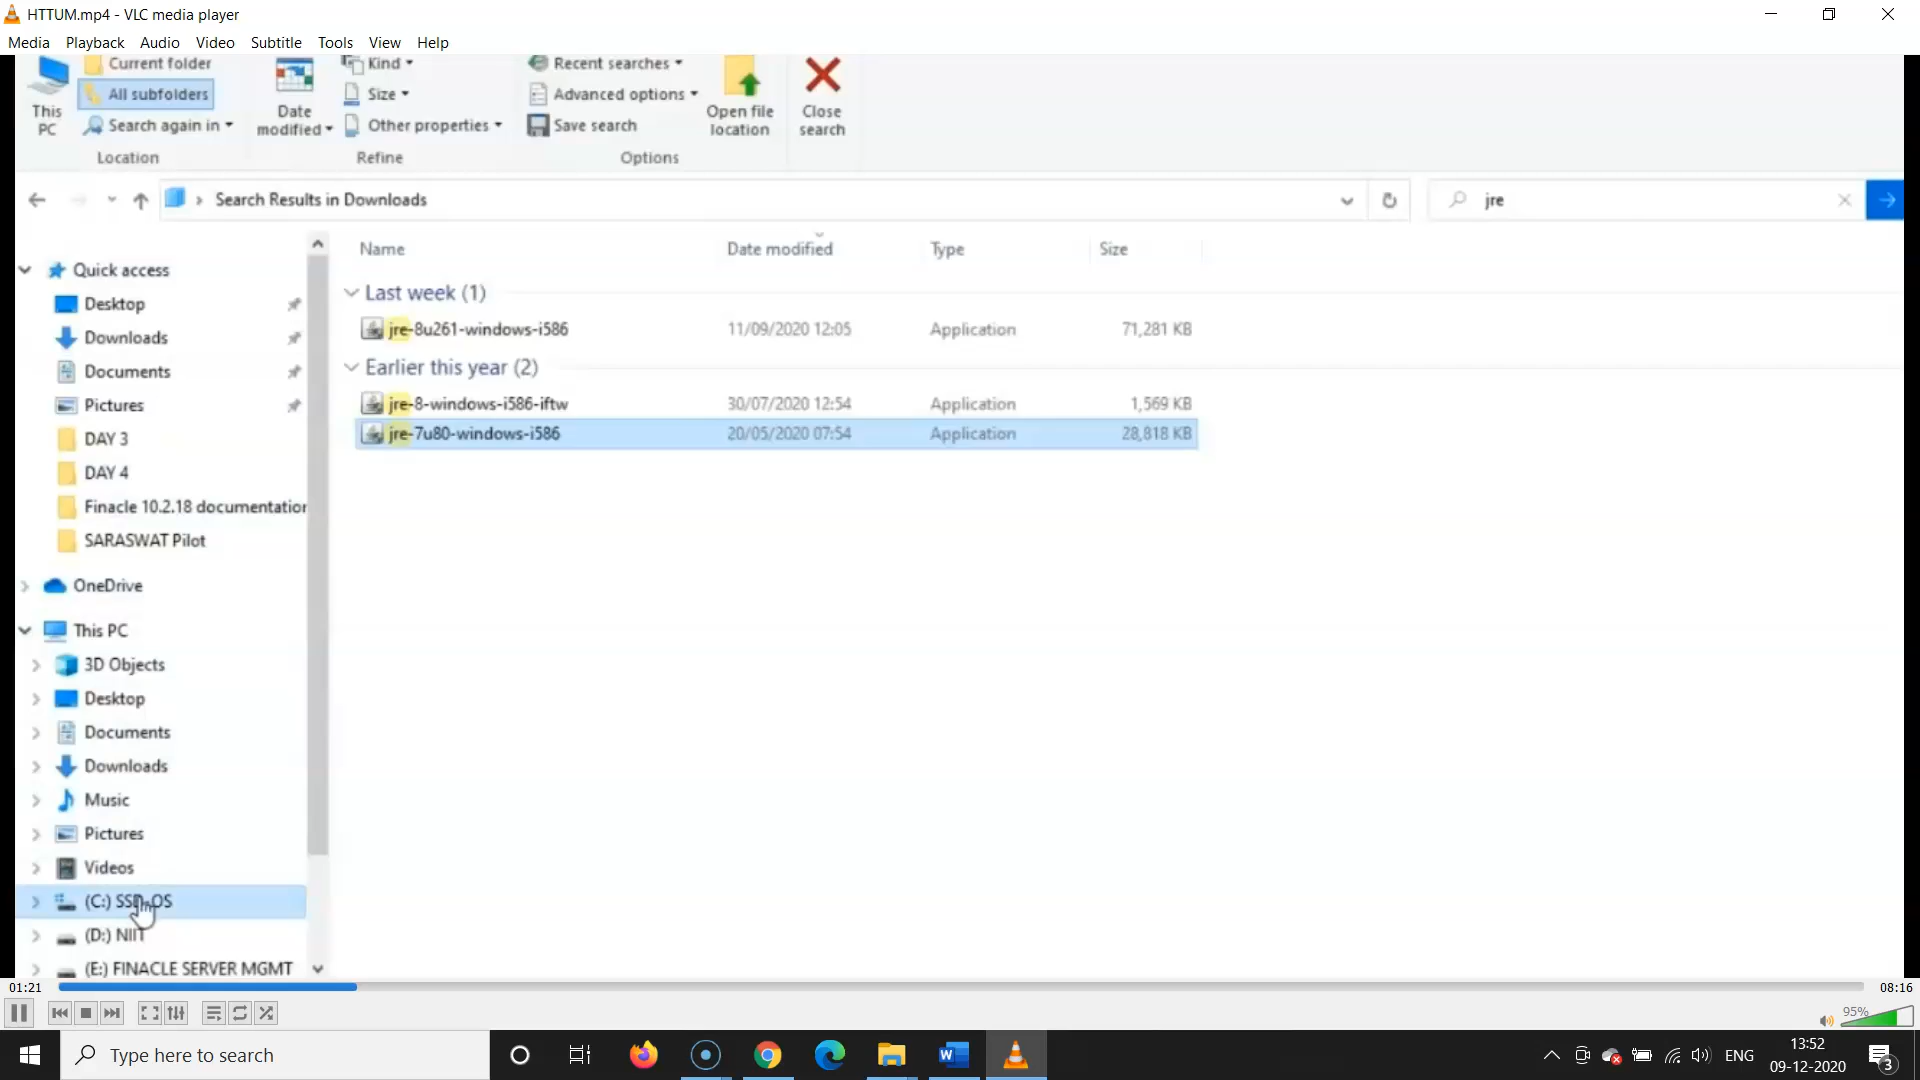 HTTUM.mp4 - VLC media player
Media Playback Audio Video Subtitle Tools View Help
This PC
Current folder
All subfolders
Search again in
Location
Date modified
Kind
Size
Other properties
Refine
Recent searches
Advanced options
Save search
Options
Open file location
Close search
Search Results in Downloads
jre
Name Date modified Type Size
Last week (1)
jre-8u261-windows-i586 11/09/2020 12:05 Application 71,281 KB
Earlier this year (2)
jre-8-windows-i586-iftw 30/07/2020 12:54 Application 1,569 KB
jre-7u80-windows-i586 20/05/2020 07:54 Application 28,818 KB
Quick access
Desktop
Downloads
Documents
Pictures
DAY 3
DAY 4
Finacle 10.2.18 documentation
SARASWAT Pilot
OneDrive
This PC
3D Objects
Desktop
Documents
Downloads
Music
Pictures
Videos
(C:) SSD-OS
(D:) NIIT
(E:) FINACLE SERVER MGMT
01:21 08:16
95%
Type here to search
ENG
13:52
09-12-2020
3